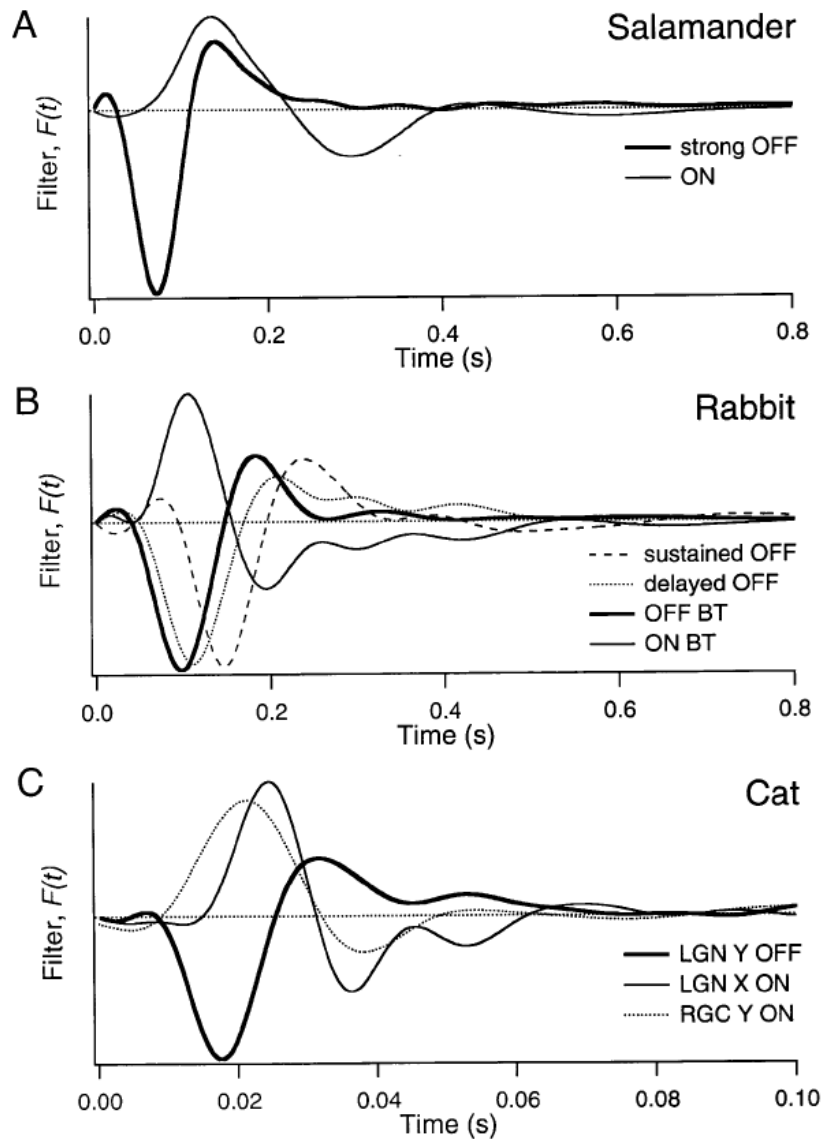 A
Salamander
Filter, F(t)
strong OFF
ON
0.0 0.2 0.4 0.6 0.8
Time (s)
B
Rabbit
Filter, F(t)
sustained OFF
delayed OFF
OFF BT
ON BT
0.0 0.2 0.4 0.6 0.8
Time (s)
C
Cat
Filter, F(t)
LGN Y OFF
LGN X ON
RGC Y ON
0.00 0.02 0.04 0.06 0.08 0.10
Time (s)